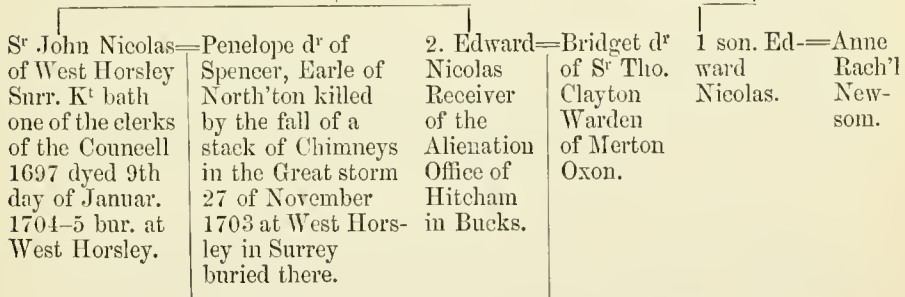 Sʳ John Nicolas=Penelope dʳ of
of West Horsley
Surr. Kᵗ bath
one of the clerks
of the Councell
1697 dyed 9th
day of Januar.
1704–5 bur. at
West Horsley.
Spencer, Earle of
North'ton killed
by the fall of a
stack of Chimneys
in the Great storm
27 of November
1703 at West Hors-
ley in Surrey
buried there.
2. Edward=Bridget dʳ
Nicolas
Receiver
of the
Alienation
Office of
Hitcham
in Bucks.
of Sʳ Tho.
Clayton
Warden
of Merton
Oxon.
1 son. Ed-=Anne
ward
Nicolas.
Rach'l
New-
som.